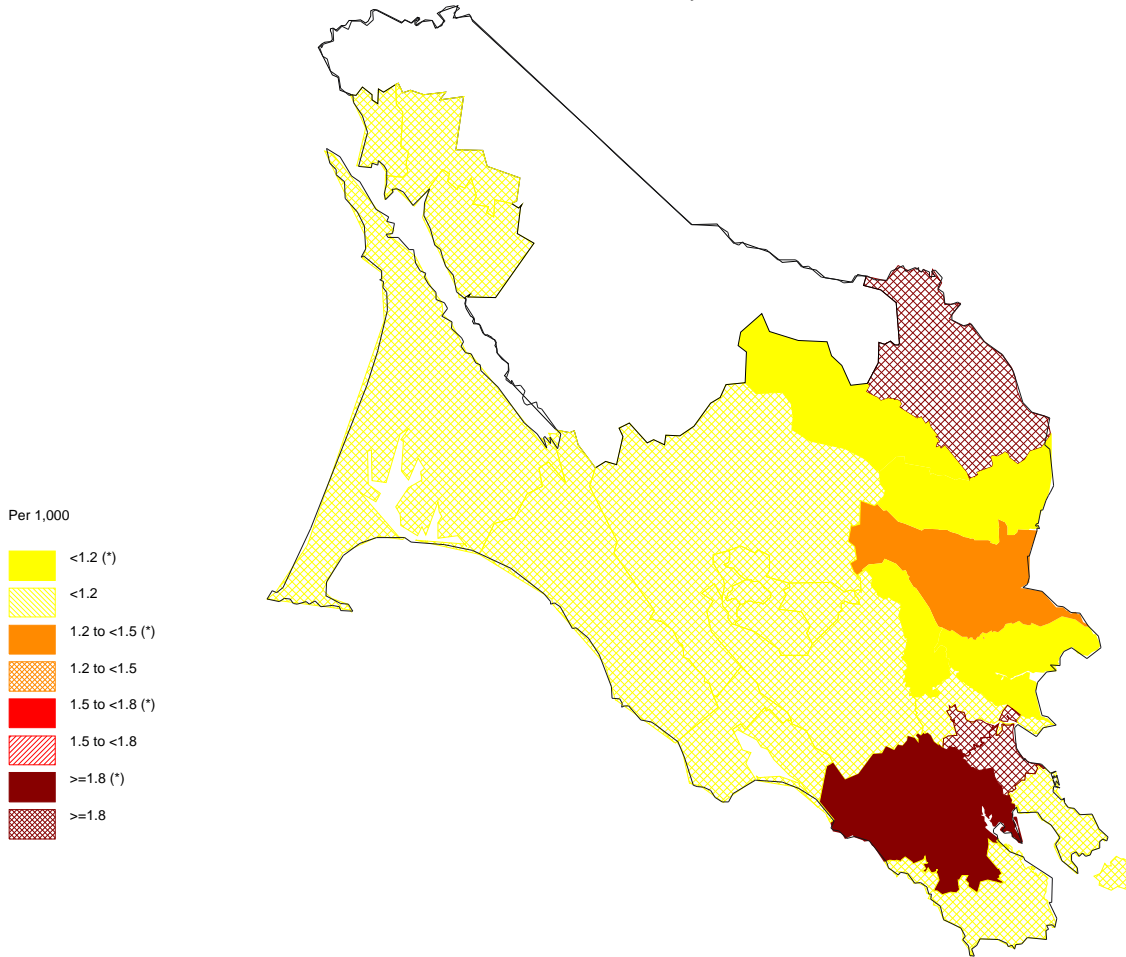 Per 1,000
<1.2 (*)
<1.2
1.2 to <1.5 (*)
1.2 to <1.5
1.5 to <1.8 (*)
1.5 to <1.8
>=1.8 (*)
>=1.8